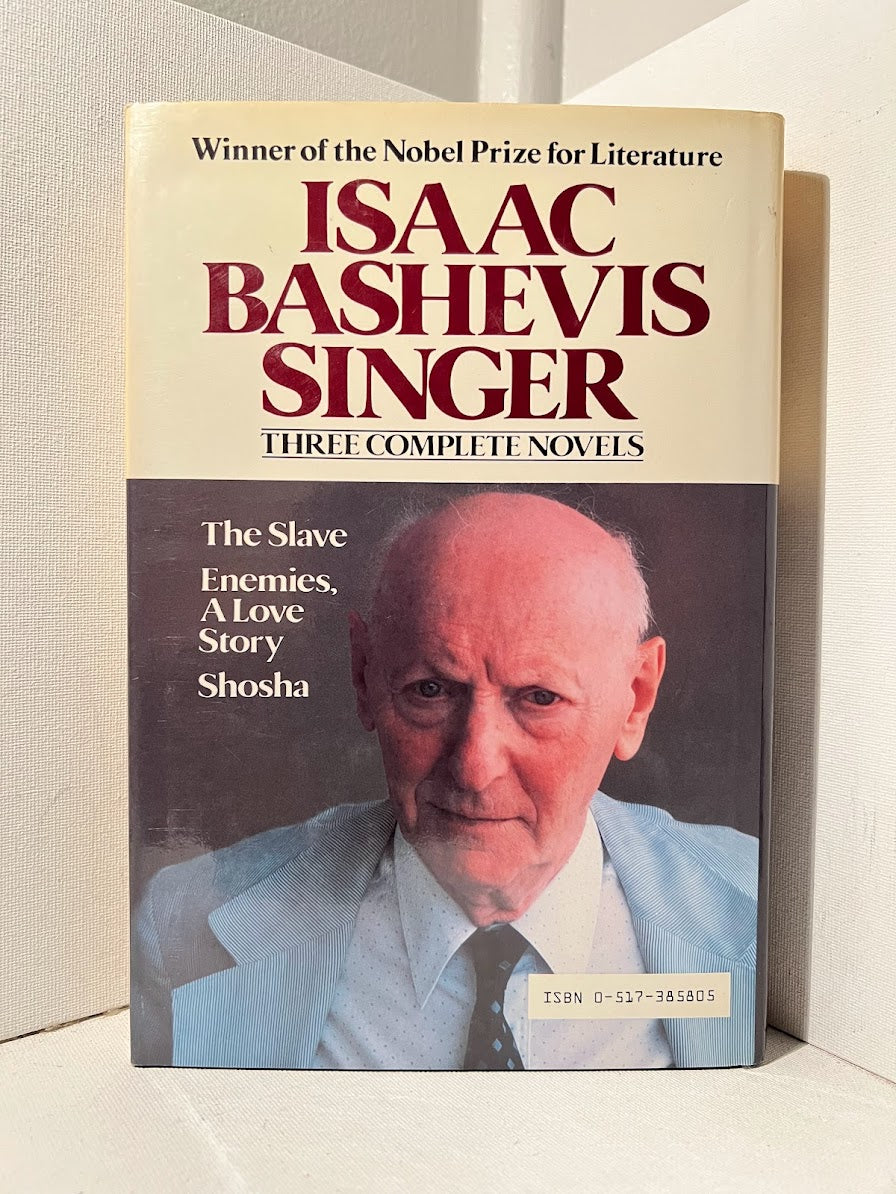 Winner of the Nobel Prize for Literature
ISAAC
BASHEVIS
SINGER
THREE COMPLETE NOVELS
The Slave
Enemies,
A Love
Story
Shosha
ISBN 0-517-385805